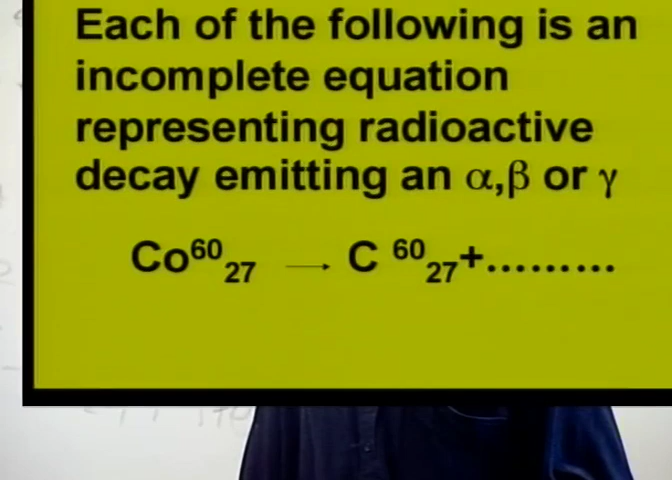 Each of the following is an
incomplete equation
representing radioactive
decay emitting an α,β or γ
Co⁶⁰₂₇ → C ⁶⁰₂₇+.........